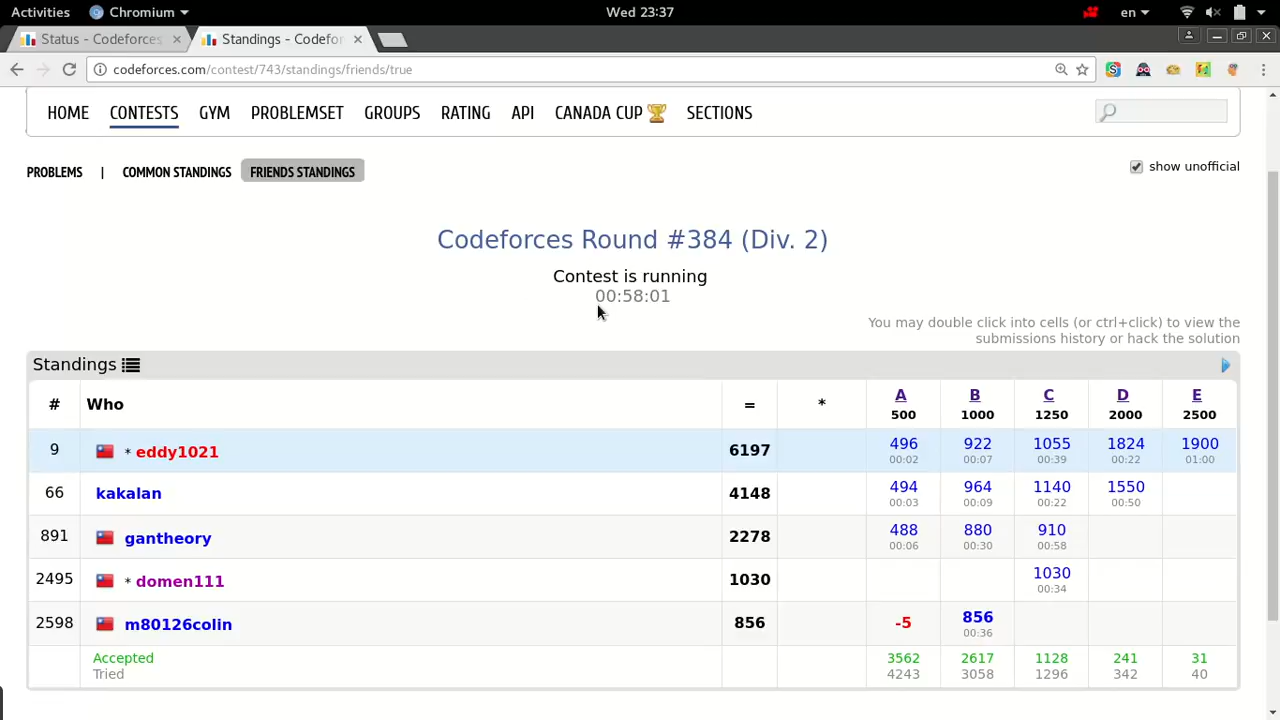 Activities Chromium Wed 23:37 en
Status - Codeforces × Standings - Codefor ×
codeforces.com/contest/743/standings/friends/true
HOME CONTESTS GYM PROBLEMSET GROUPS RATING API CANADA CUP SECTIONS
PROBLEMS | COMMON STANDINGS FRIENDS STANDINGS show unofficial
Codeforces Round #384 (Div. 2)
Contest is running
00:58:01
You may double click into cells (or ctrl+click) to view the
submissions history or hack the solution
Standings
# Who = * A B C D E
500 1000 1250 2000 2500
9 * eddy1021 6197 496 922 1055 1824 1900
00:02 00:07 00:39 00:22 01:00
66 kakalan 4148 494 964 1140 1550
00:03 00:09 00:22 00:50
891 gantheory 2278 488 880 910
00:06 00:30 00:58
2495 * domen111 1030 1030
00:34
2598 m80126colin 856 -5 856
00:36
Accepted 3562 2617 1128 241 31
Tried 4243 3058 1296 342 40